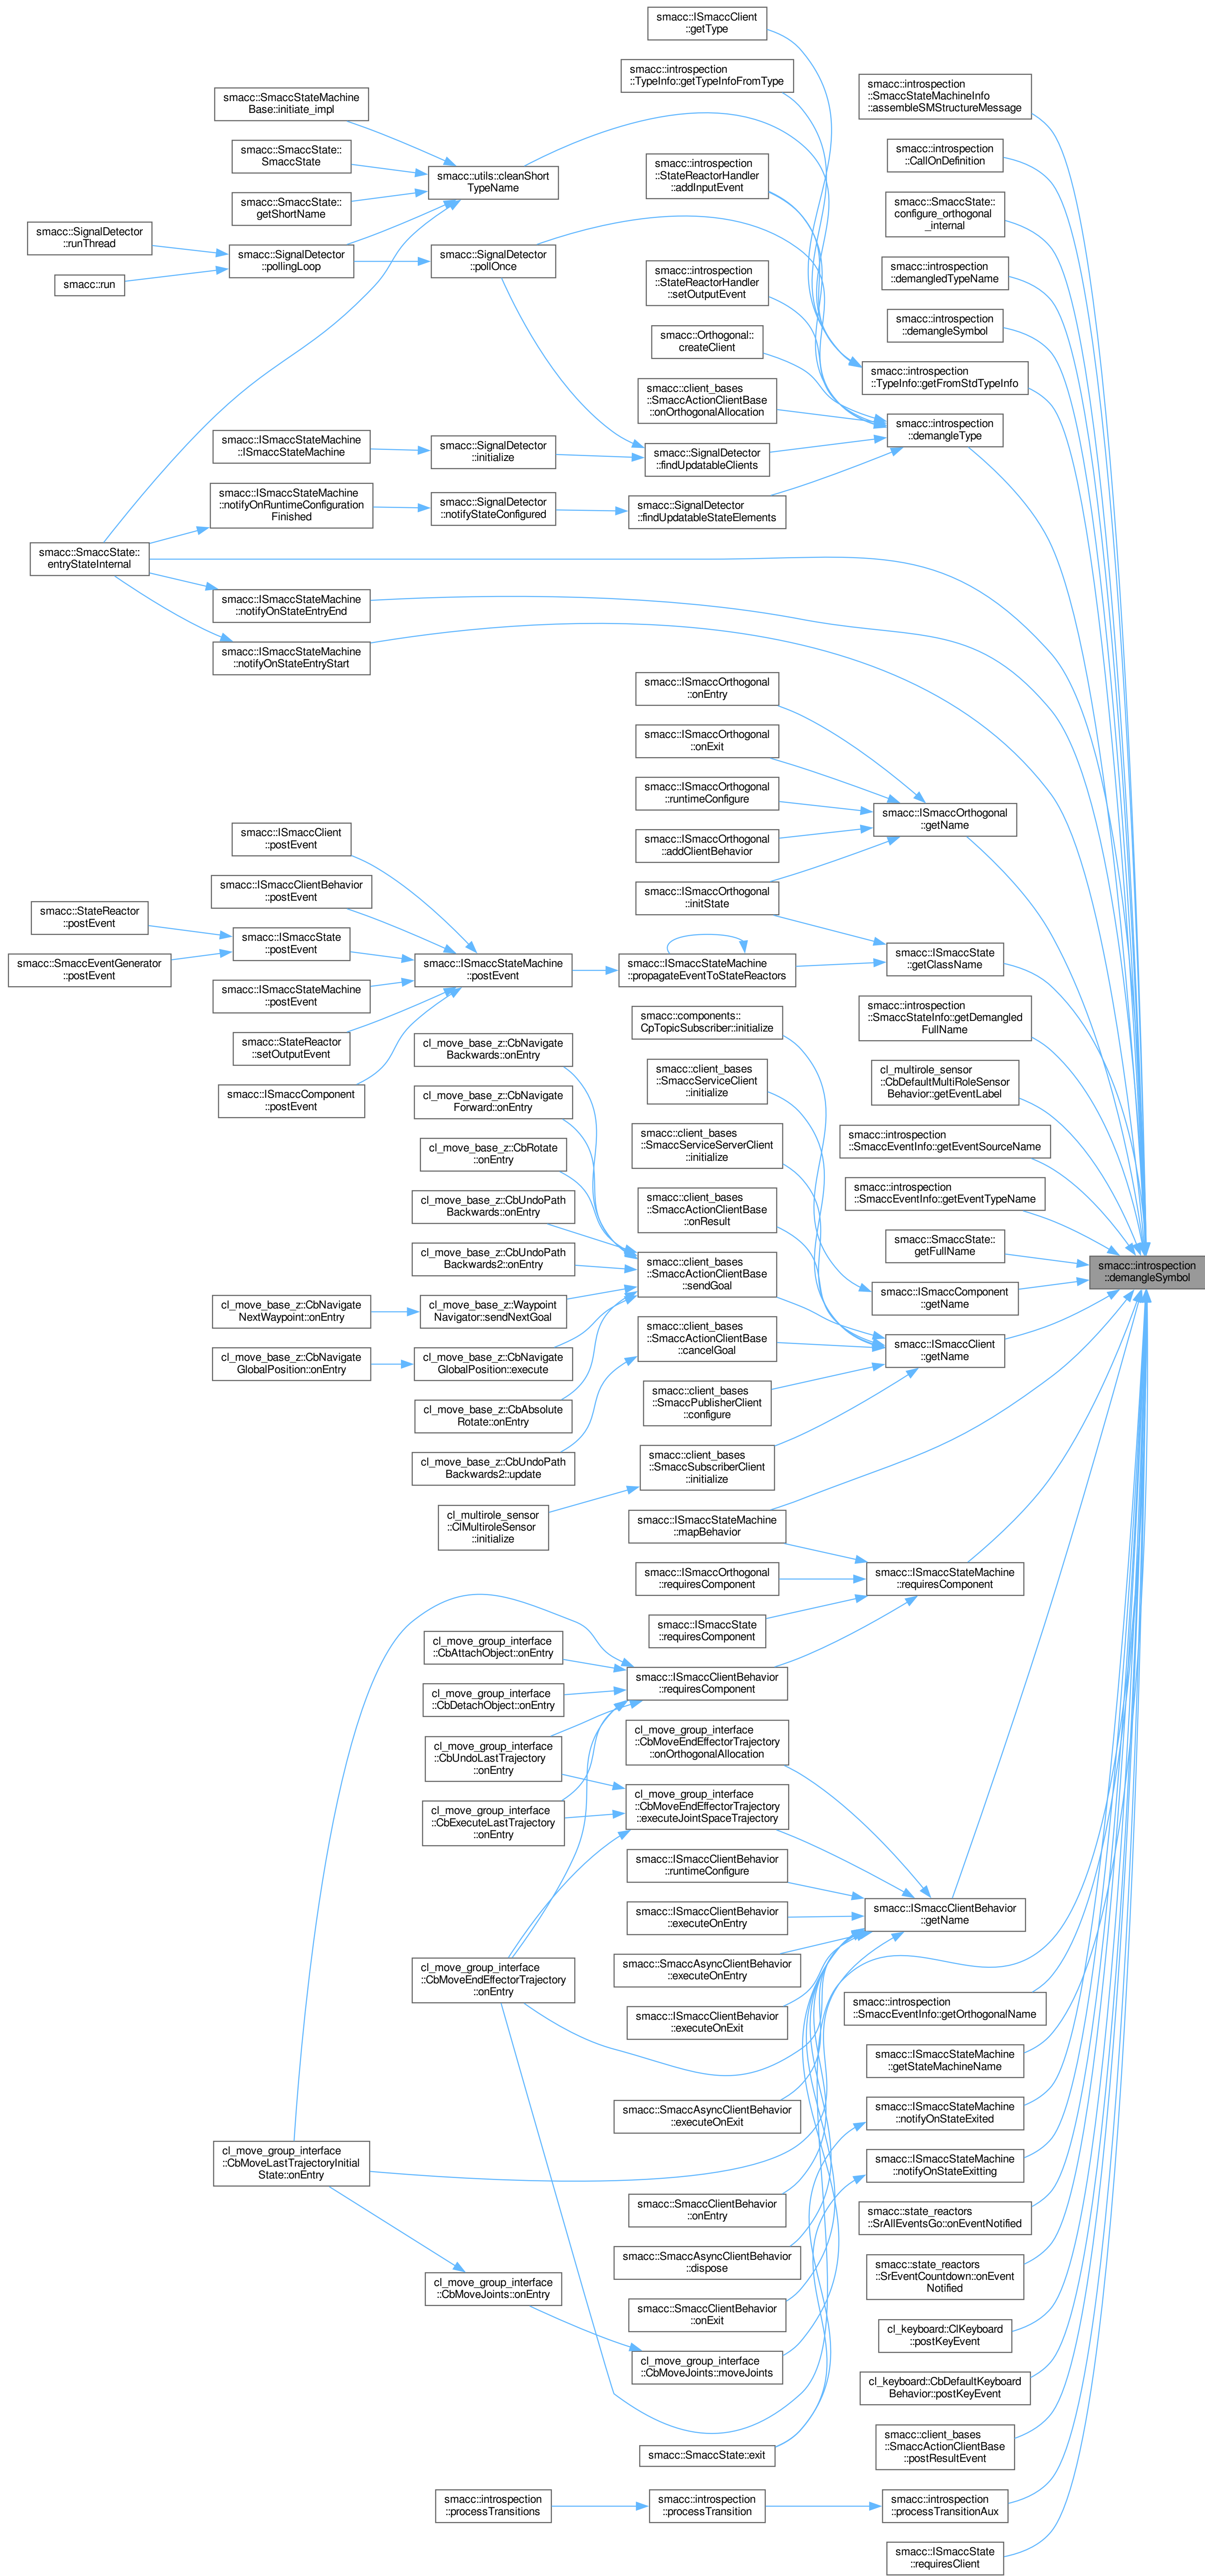 smacc::ISmaccClient
::getType
smacc::introspection
::TypeInfo::getTypeInfoFromType
smacc::introspection
::SmaccStateMachineInfo
::assembleSMStructureMessage
smacc::SmaccStateMachine
Base::initiate_impl
smacc::introspection
::CallOnDefinition
smacc::SmaccState::
SmaccState
smacc::utils::cleanShort
TypeName
smacc::introspection
::StateReactorHandler
::addInputEvent
smacc::SmaccState::
configure_orthogonal
_internal
smacc::SmaccState::
getShortName
smacc::SignalDetector
::runThread
smacc::SignalDetector
::pollingLoop
smacc::SignalDetector
::pollOnce
smacc::introspection
::demangledTypeName
smacc::run
smacc::introspection
::StateReactorHandler
::setOutputEvent
smacc::introspection
::demangleSymbol
smacc::Orthogonal::
createClient
smacc::introspection
::TypeInfo::getFromStdTypeInfo
smacc::client_bases
::SmaccActionClientBase
::onOrthogonalAllocation
smacc::introspection
::demangleType
smacc::ISmaccStateMachine
::ISmaccStateMachine
smacc::SignalDetector
::initialize
smacc::SignalDetector
::findUpdatableClients
smacc::ISmaccStateMachine
::notifyOnRuntimeConfiguration
Finished
smacc::SignalDetector
::notifyStateConfigured
smacc::SignalDetector
::findUpdatableStateElements
smacc::SmaccState::
entryStateInternal
smacc::ISmaccStateMachine
::notifyOnStateEntryEnd
smacc::ISmaccStateMachine
::notifyOnStateEntryStart
smacc::ISmaccOrthogonal
::onEntry
smacc::ISmaccOrthogonal
::onExit
smacc::ISmaccOrthogonal
::runtimeConfigure
smacc::ISmaccOrthogonal
::getName
smacc::ISmaccClient
::postEvent
smacc::ISmaccOrthogonal
::addClientBehavior
smacc::ISmaccClientBehavior
::postEvent
smacc::ISmaccOrthogonal
::initState
smacc::StateReactor
::postEvent
smacc::ISmaccState
::postEvent
smacc::ISmaccState
::getClassName
smacc::SmaccEventGenerator
::postEvent
smacc::ISmaccStateMachine
::postEvent
smacc::ISmaccStateMachine
::propagateEventToStateReactors
smacc::ISmaccStateMachine
::postEvent
smacc::introspection
::SmaccStateInfo::getDemangled
FullName
smacc::StateReactor
::setOutputEvent
cl_move_base_z::CbNavigate
Backwards::onEntry
smacc::components::
CpTopicSubscriber::initialize
smacc::ISmaccComponent
::postEvent
cl_move_base_z::CbNavigate
Forward::onEntry
smacc::client_bases
::SmaccServiceClient
::initialize
cl_multirole_sensor
::CbDefaultMultiRoleSensor
Behavior::getEventLabel
cl_move_base_z::CbRotate
::onEntry
smacc::client_bases
::SmaccServiceServerClient
::initialize
smacc::introspection
::SmaccEventInfo::getEventSourceName
cl_move_base_z::CbUndoPath
Backwards::onEntry
smacc::client_bases
::SmaccActionClientBase
::onResult
smacc::introspection
::SmaccEventInfo::getEventTypeName
cl_move_base_z::CbUndoPath
Backwards2::onEntry
smacc::client_bases
::SmaccActionClientBase
::sendGoal
smacc::SmaccState::
getFullName
smacc::introspection
::demangleSymbol
smacc::ISmaccComponent
::getName
cl_move_base_z::CbNavigate
NextWaypoint::onEntry
cl_move_base_z::Waypoint
Navigator::sendNextGoal
smacc::client_bases
::SmaccActionClientBase
::cancelGoal
smacc::ISmaccClient
::getName
cl_move_base_z::CbNavigate
GlobalPosition::onEntry
cl_move_base_z::CbNavigate
GlobalPosition::execute
smacc::client_bases
::SmaccPublisherClient
::configure
cl_move_base_z::CbAbsolute
Rotate::onEntry
cl_move_base_z::CbUndoPath
Backwards2::update
smacc::client_bases
::SmaccSubscriberClient
::initialize
cl_multirole_sensor
::ClMultiroleSensor
::initialize
smacc::ISmaccStateMachine
::mapBehavior
smacc::ISmaccOrthogonal
::requiresComponent
smacc::ISmaccStateMachine
::requiresComponent
smacc::ISmaccState
::requiresComponent
cl_move_group_interface
::CbAttachObject::onEntry
smacc::ISmaccClientBehavior
::requiresComponent
cl_move_group_interface
::CbDetachObject::onEntry
cl_move_group_interface
::CbUndoLastTrajectory
::onEntry
cl_move_group_interface
::CbMoveEndEffectorTrajectory
::onOrthogonalAllocation
cl_move_group_interface
::CbExecuteLastTrajectory
::onEntry
cl_move_group_interface
::CbMoveEndEffectorTrajectory
::executeJointSpaceTrajectory
smacc::ISmaccClientBehavior
::runtimeConfigure
smacc::ISmaccClientBehavior
::executeOnEntry
smacc::ISmaccClientBehavior
::getName
cl_move_group_interface
::CbMoveEndEffectorTrajectory
::onEntry
smacc::SmaccAsyncClientBehavior
::executeOnEntry
smacc::ISmaccClientBehavior
::executeOnExit
smacc::introspection
::SmaccEventInfo::getOrthogonalName
smacc::ISmaccStateMachine
::getStateMachineName
smacc::SmaccAsyncClientBehavior
::executeOnExit
smacc::ISmaccStateMachine
::notifyOnStateExited
cl_move_group_interface
::CbMoveLastTrajectoryInitial
State::onEntry
smacc::ISmaccStateMachine
::notifyOnStateExitting
smacc::SmaccClientBehavior
::onEntry
smacc::state_reactors
::SrAllEventsGo::onEventNotified
smacc::SmaccAsyncClientBehavior
::dispose
smacc::state_reactors
::SrEventCountdown::onEvent
Notified
cl_move_group_interface
::CbMoveJoints::onEntry
smacc::SmaccClientBehavior
::onExit
cl_keyboard::ClKeyboard
::postKeyEvent
cl_move_group_interface
::CbMoveJoints::moveJoints
cl_keyboard::CbDefaultKeyboard
Behavior::postKeyEvent
smacc::SmaccState::exit
smacc::client_bases
::SmaccActionClientBase
::postResultEvent
smacc::introspection
::processTransitions
smacc::introspection
::processTransition
smacc::introspection
::processTransitionAux
smacc::ISmaccState
::requiresClient